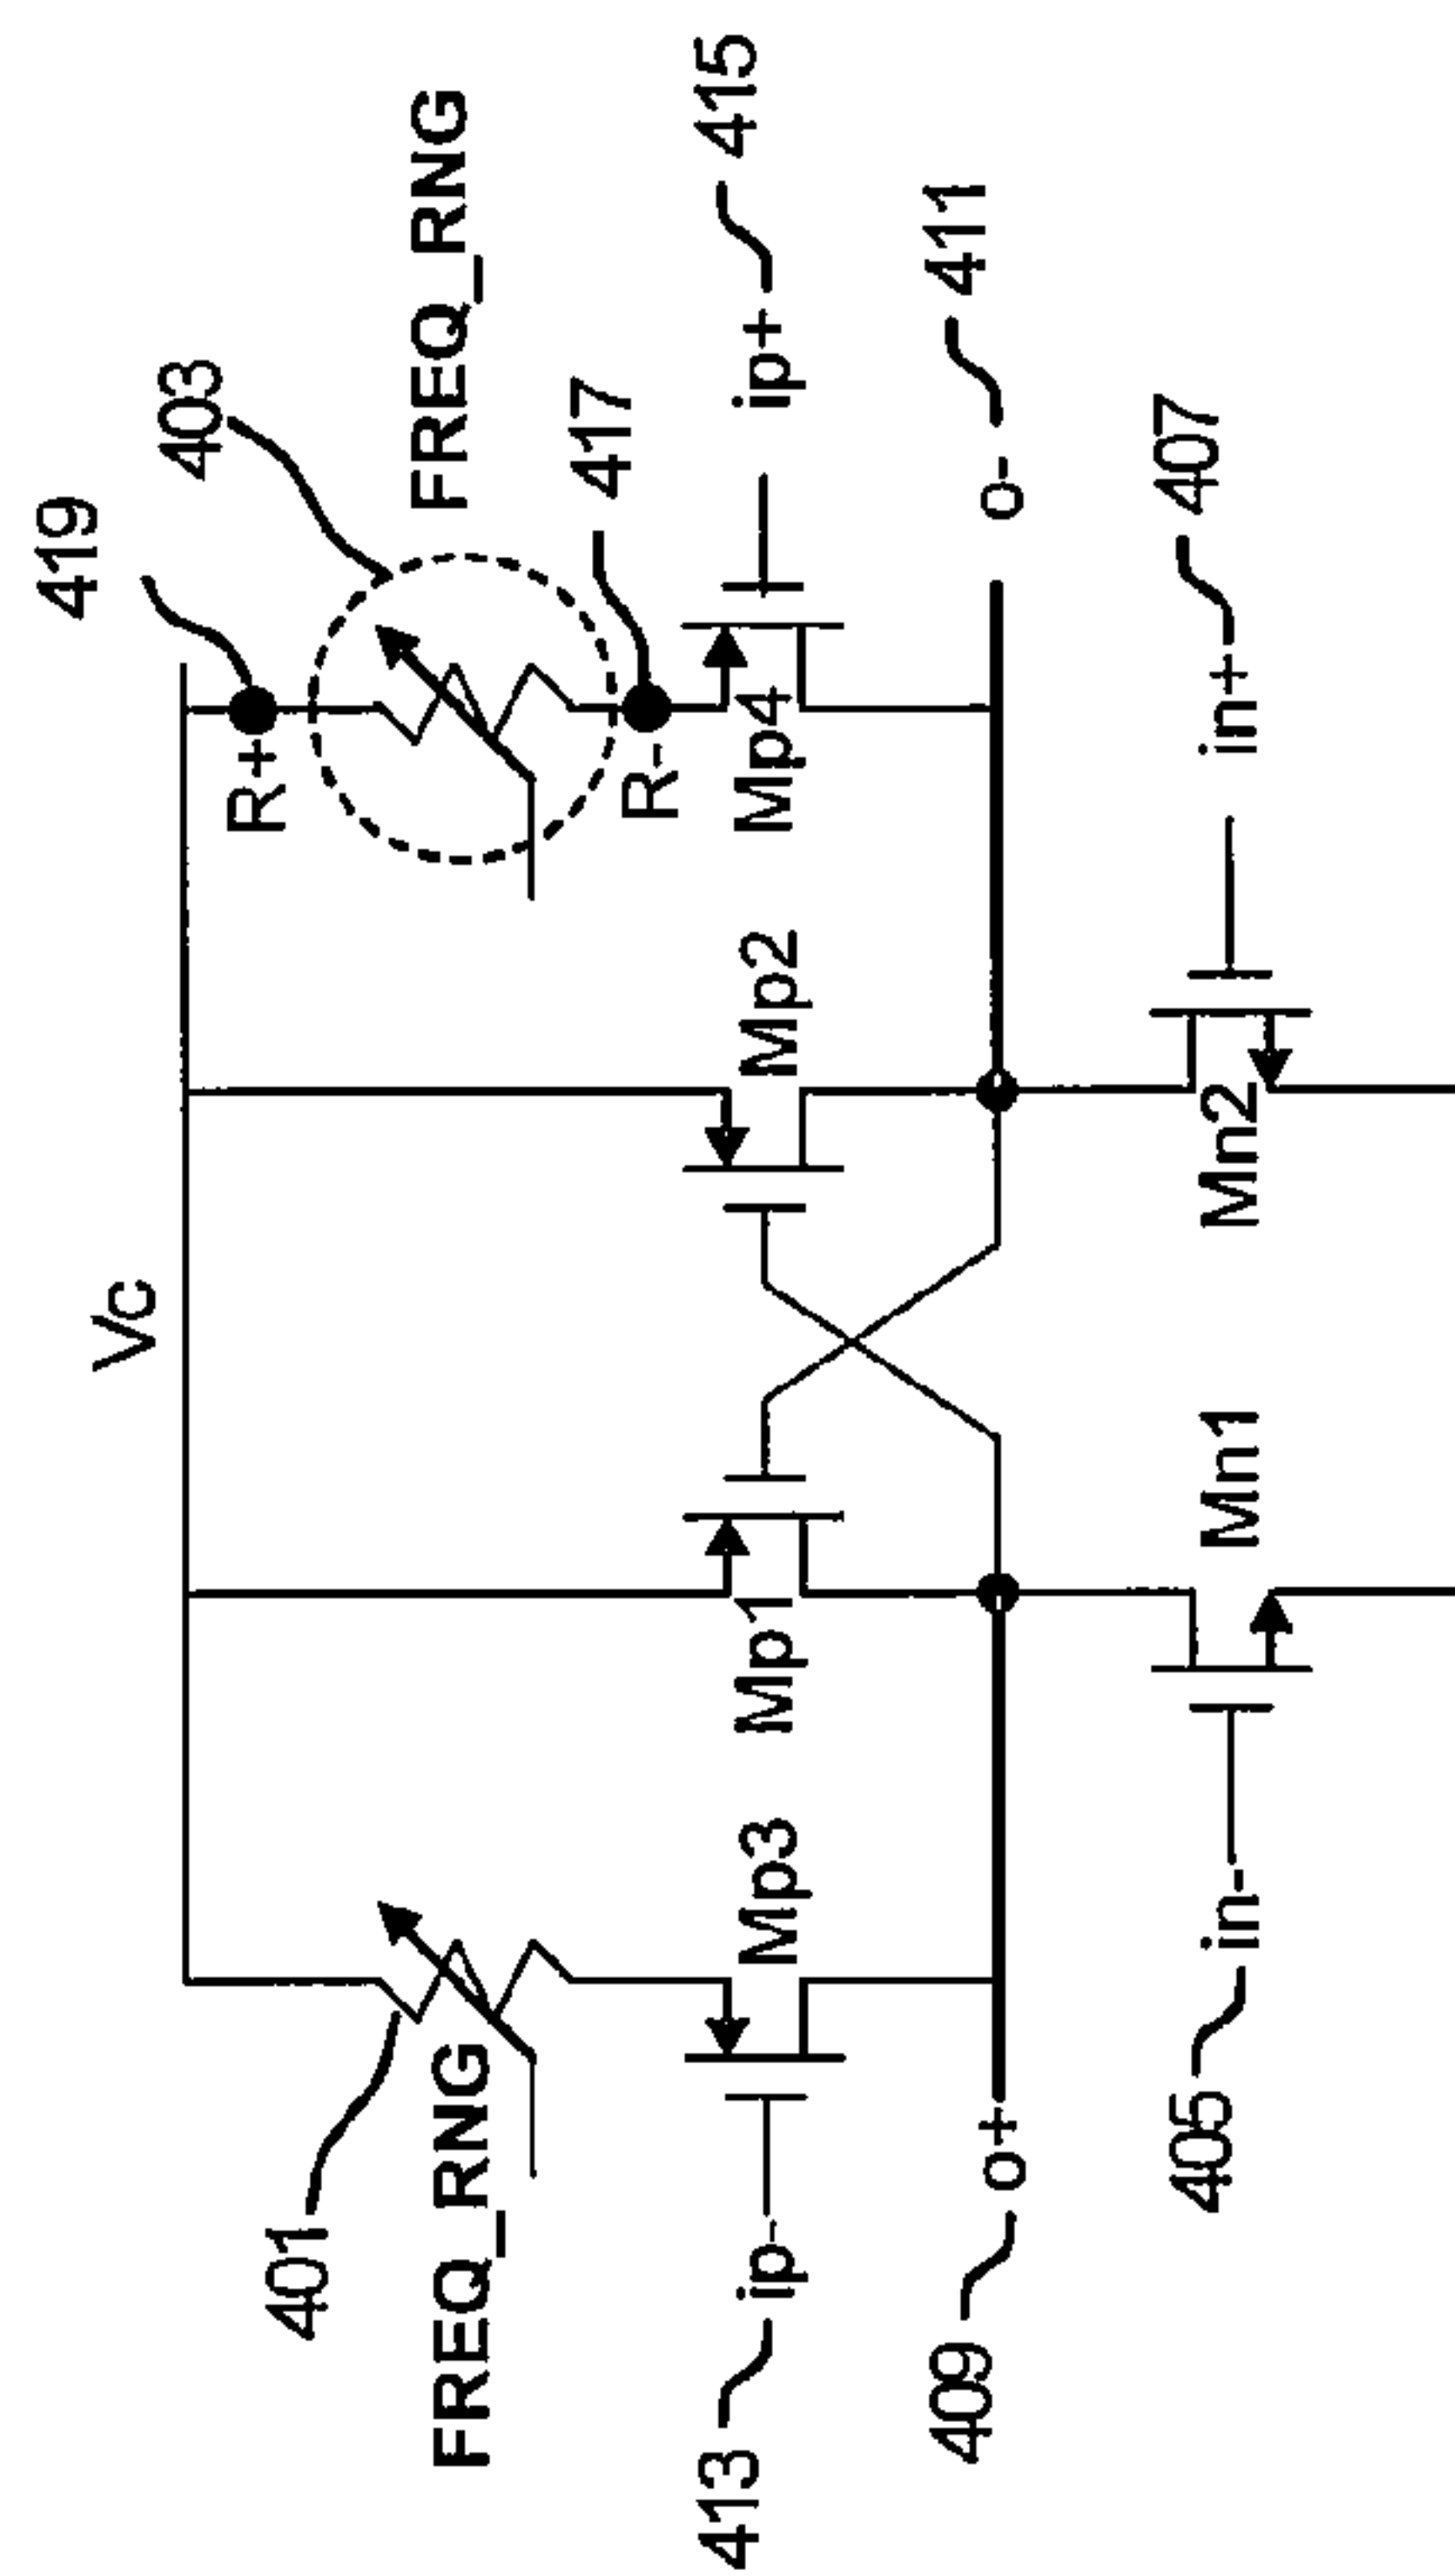 419
Vc
403
R+
401
FREQ_RNG
FREQ_RNG
417
R-
413
ip-
Mp3
Mp1
Mp2
Mp4
ip+
415
409
o+
o-
411
405
in-
Mn1
Mn2
in+
407